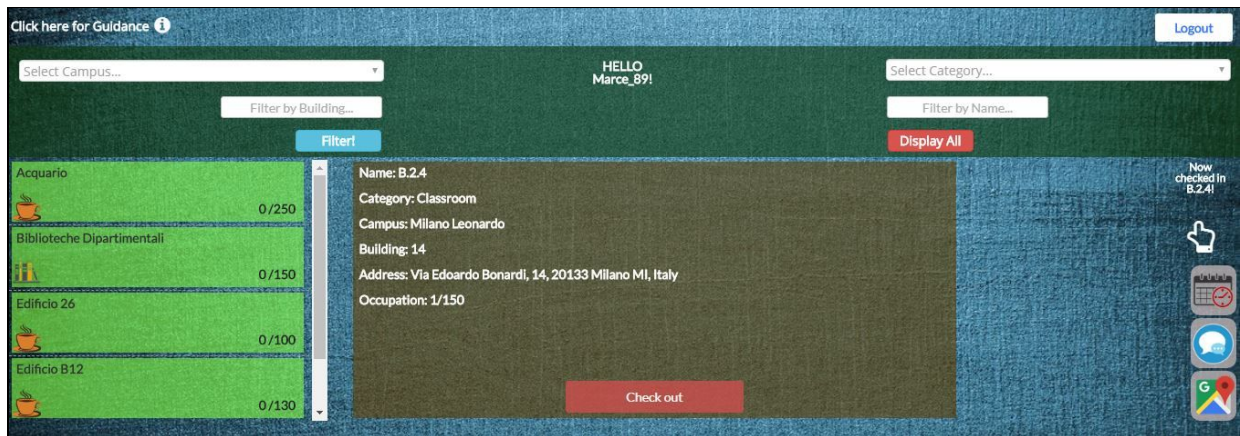 Click here for Guidance
Logout
Select Campus...
HELLO
Marce_89!
Select Category...
Filter by Building...
Filter by Name...
Filter!
Display All
Acquario
0/250
Biblioteche Dipartimentali
0/150
Edificio 26
0/100
Edificio B12
0/130
Name: B.2.4
Category: Classroom
Campus: Milano Leonardo
Building: 14
Address: Via Edoardo Bonardi, 14, 20133 Milano MI, Italy
Occupation: 1/150
Check out
Now
checked in
B.2.4!
G